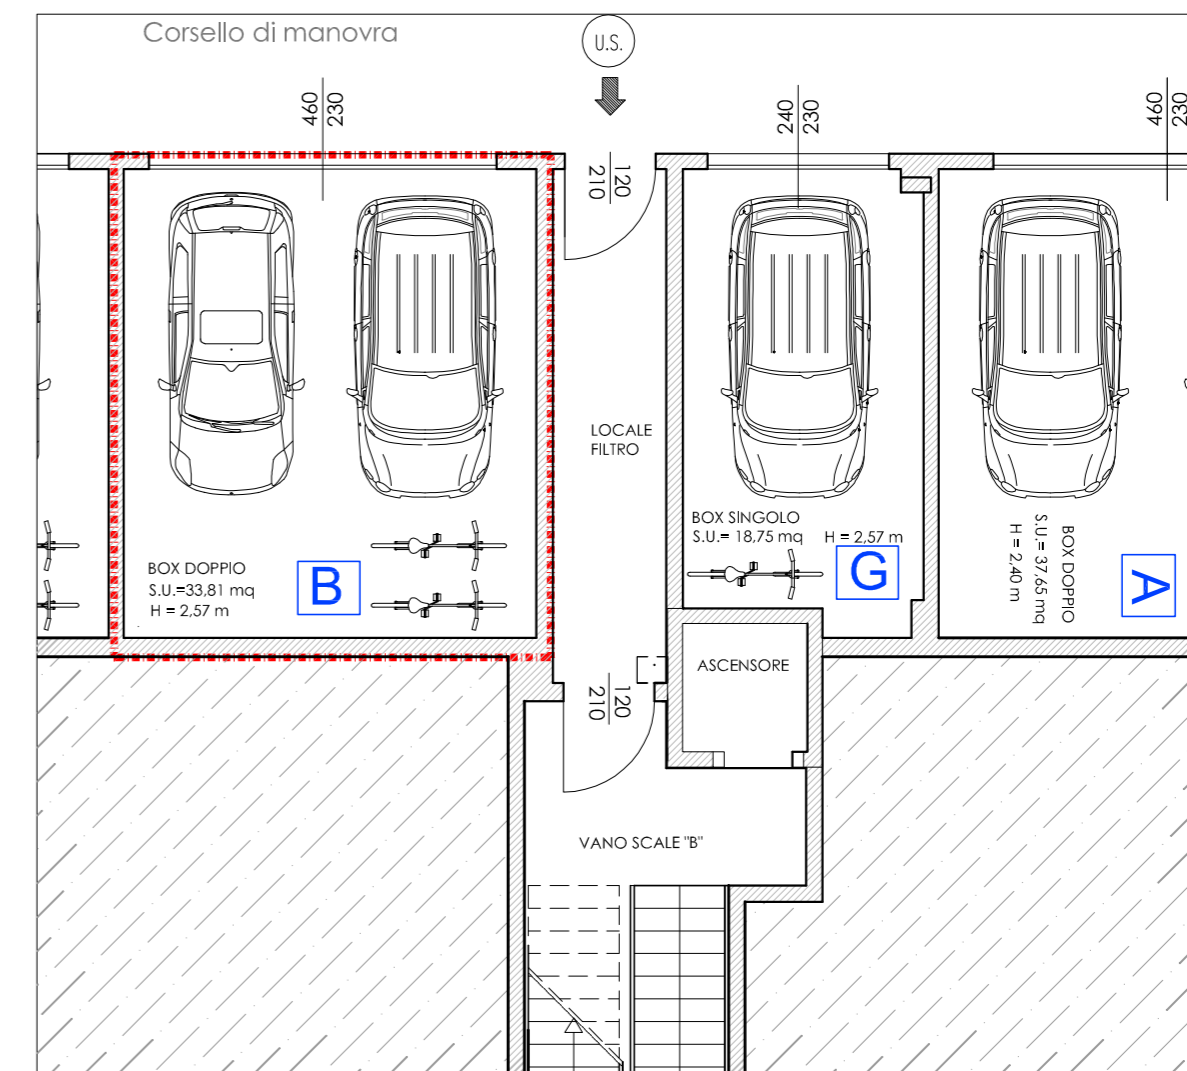 Corsello di manovra
U.S.
460
230
240
230
460
230
120
210
LOCALE
FILTRO
BOX SINGOLO
S.U.= 18,75 mq
H = 2,57 m
G
BOX DOPPIO
S.U.= 37,65 mq
H = 2,40 m
A
BOX DOPPIO
S.U.=33,81 mq
H = 2,57 m
B
ASCENSORE
120
210
VANO SCALE "B"